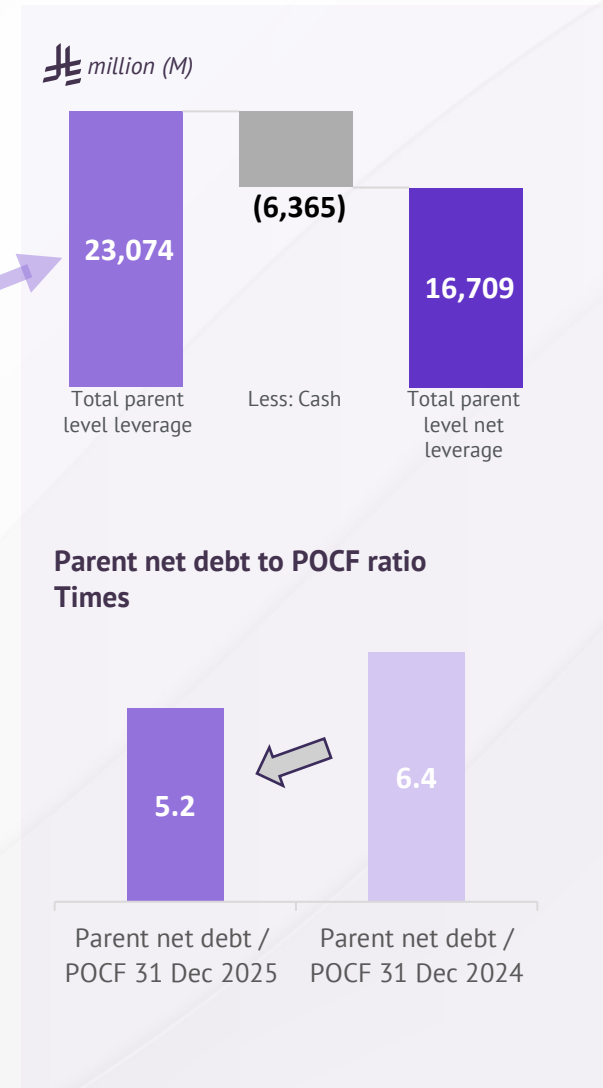 million (M)
23,074
(6,365)
16,709
Total parent
level leverage
Less: Cash
Total parent
level net
leverage
Parent net debt to POCF ratio
Times
5.2
6.4
Parent net debt /
POCF 31 Dec 2025
Parent net debt /
POCF 31 Dec 2024